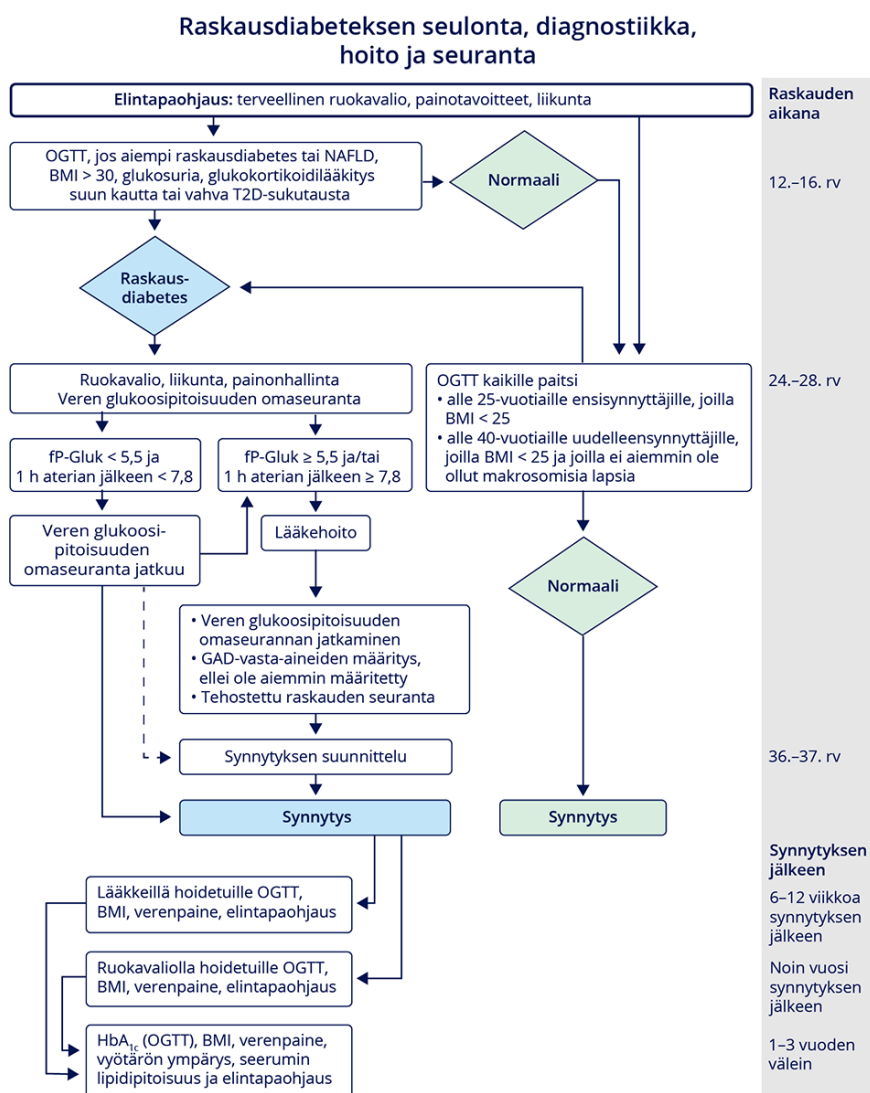 Raskausdiabeteksen seulonta, diagnostiikka,
hoito ja seuranta
Elintapaohjaus: terveellinen ruokavalio, painotavoitteet, liikunta
Raskauden
aikana
OGTT, jos aiempi raskausdiabetes tai NAFLD,
BMI > 30, glukosuria, glukokortikoidilääkitys
suun kautta tai vahva T2D-sukutausta
Normaali
12.–16. rv
Raskaus-
diabetes
Ruokavalio, liikunta, painonhallinta
Veren glukoosipitoisuuden omaseuranta
OGTT kaikille paitsi
• alle 25-vuotiaille ensisynnyttäjille, joilla
BMI < 25
• alle 40-vuotiaille uudelleensynnyttäjille,
joilla BMI < 25 ja joilla ei aiemmin ole
ollut makrosomisia lapsia
24.–28. rv
fP-Gluk < 5,5 ja
1 h aterian jälkeen < 7,8
fP-Gluk ≥ 5,5 ja/tai
1 h aterian jälkeen ≥ 7,8
Veren glukoosi-
pitoisuuden
omaseuranta jatkuu
Lääkehoito
Normaali
• Veren glukoosipitoisuuden
omaseurannan jatkaminen
• GAD-vasta-aineiden määritys,
ellei ole aiemmin määritetty
• Tehostettu raskauden seuranta
Synnytyksen suunnittelu
36.–37. rv
Synnytys
Synnytys
Synnytyksen
jälkeen
Lääkkeillä hoidetuille OGTT,
BMI, verenpaine, elintapaohjaus
6–12 viikkoa
synnytyksen
jälkeen
Ruokavaliolla hoidetuille OGTT,
BMI, verenpaine, elintapaohjaus
Noin vuosi
synnytyksen
jälkeen
HbA1c (OGTT), BMI, verenpaine,
vyötärön ympärys, seerumin
lipidipitoisuus ja elintapaohjaus
1–3 vuoden
välein